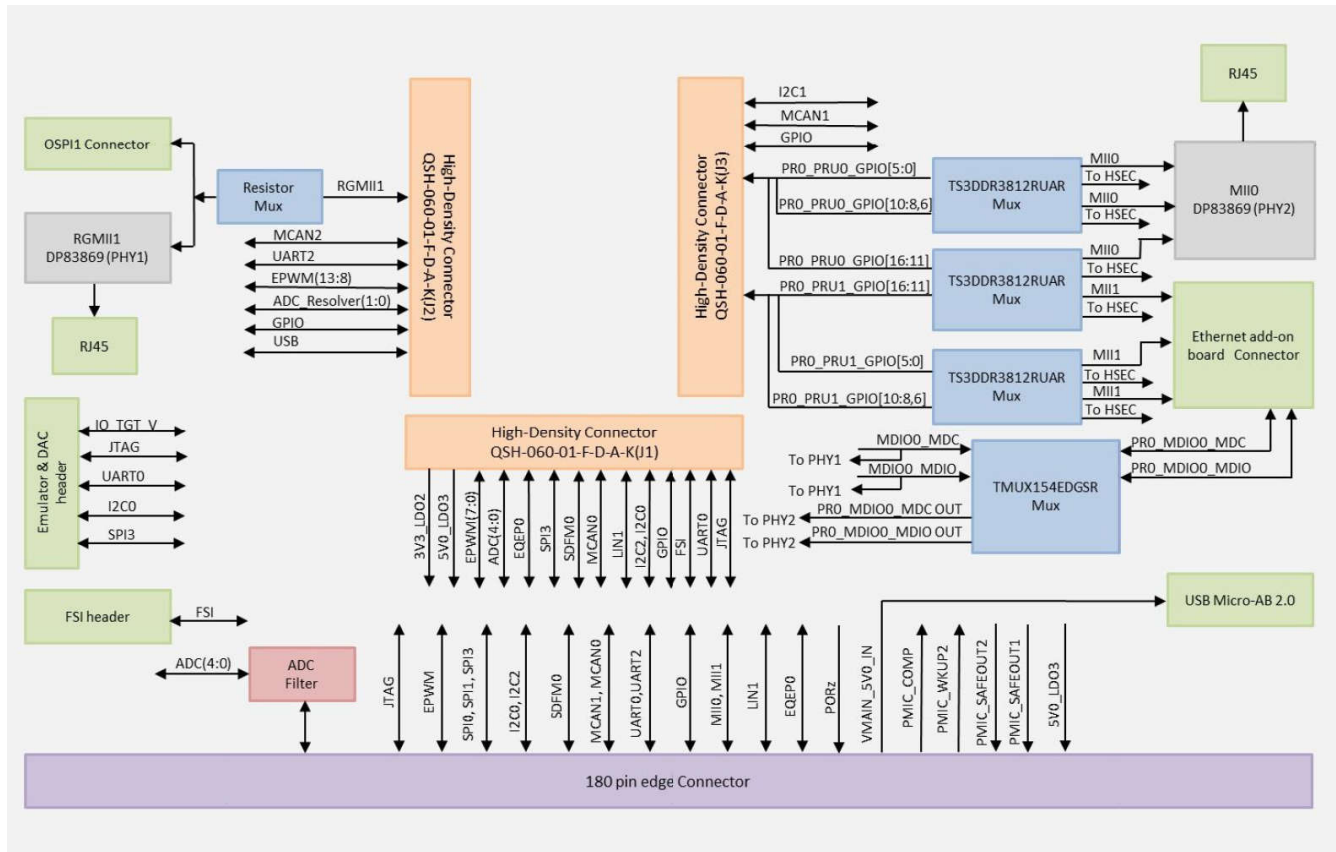 OSPI1 Connector
Resistor
Mux
RGMII1
RGMII1
DP83869 (PHY1)
RJ45
MCAN2
UART2
EPWM(13:8)
ADC_Resolver(1:0)
GPIO
USB
High-Density Connector
QSH-060-01-F-D-A-K(J2)
High-Density Connector
QSH-060-01-F-D-A-K(J3)
I2C1
MCAN1
GPIO
PR0_PRU0_GPIO[5:0]
PR0_PRU0_GPIO[10:8,6]
TS3DDR3812RUAR
Mux
MII0
To HSEC
MII0
To HSEC
RJ45
MII0
DP83869 (PHY2)
PR0_PRU0_GPIO[16:11]
PR0_PRU1_GPIO[16:11]
TS3DDR3812RUAR
Mux
MII0
To HSEC
MII1
To HSEC
PR0_PRU1_GPIO[5:0]
PR0_PRU1_GPIO[10:8,6]
TS3DDR3812RUAR
Mux
MII1
To HSEC
MII1
To HSEC
Ethernet add-on
board Connector
Emulator & DAC
header
IO_TGT_V
JTAG
UART0
I2C0
SPI3
High-Density Connector
QSH-060-01-F-D-A-K(J1)
3V3_LDO2
5V0_LDO3
EPWM(7:0)
ADC(4:0)
EQEP0
SPI3
SDFM0
MCAN0
LIN1
I2C2, I2C0
GPIO
FSI
UART0
JTAG
MDIO0_MDC
To PHY1
MDIO0_MDIO
To PHY1
PR0_MDIO0_MDC OUT
To PHY2
PR0_MDIO0_MDIO OUT
To PHY2
TMUX154EDGSR
Mux
PR0_MDIO0_MDC
PR0_MDIO0_MDIO
USB Micro-AB 2.0
FSI header
FSI
ADC(4:0)
ADC
Filter
JTAG
EPWM
SPI0, SPI1, SPI3
I2C0, I2C2
SDFM0
MCAN1, MCAN0
UART0,UART2
GPIO
MII0, MII1
LIN1
EQEP0
PORz
VMAIN_5V0_IN
PMIC_COMP
PMIC_WKUP2
PMIC_SAFEOUT2
PMIC_SAFEOUT1
5V0_LDO3
180 pin edge Connector